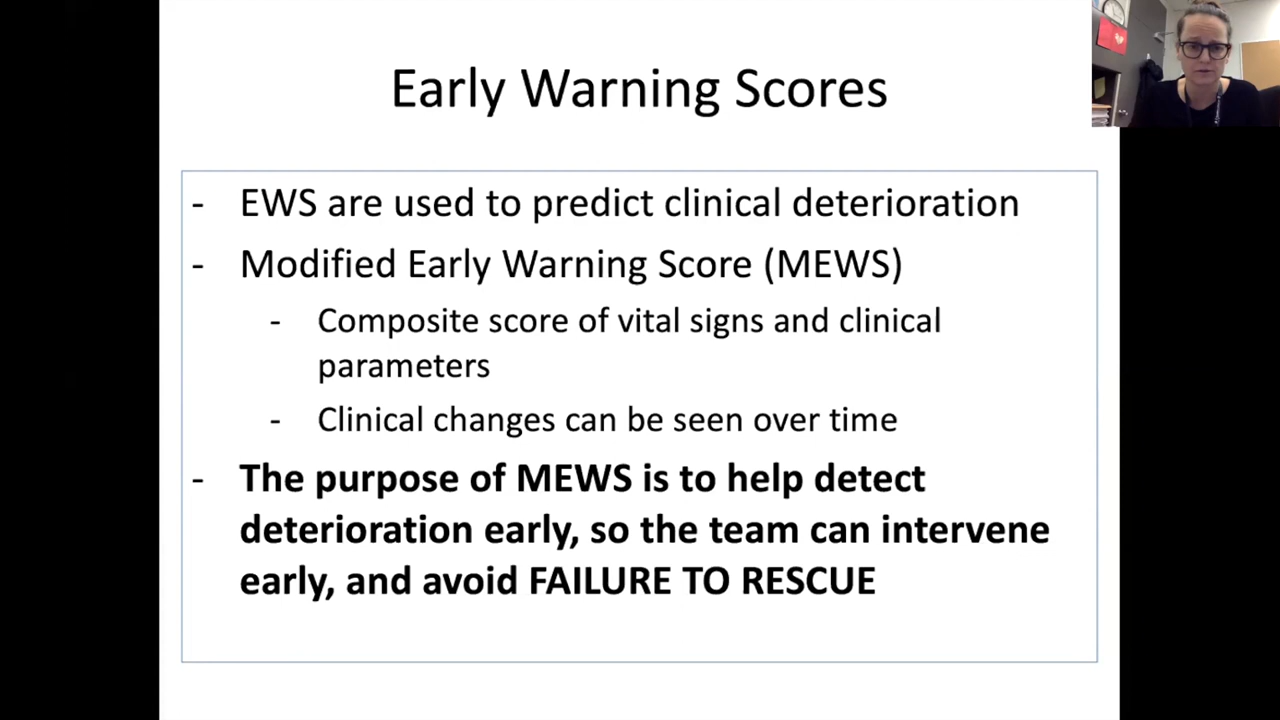 Early Warning Scores
- EWS are used to predict clinical deterioration
- Modified Early Warning Score (MEWS)
- Composite score of vital signs and clinical
parameters
- Clinical changes can be seen over time
- The purpose of MEWS is to help detect
deterioration early, so the team can intervene
early, and avoid FAILURE TO RESCUE